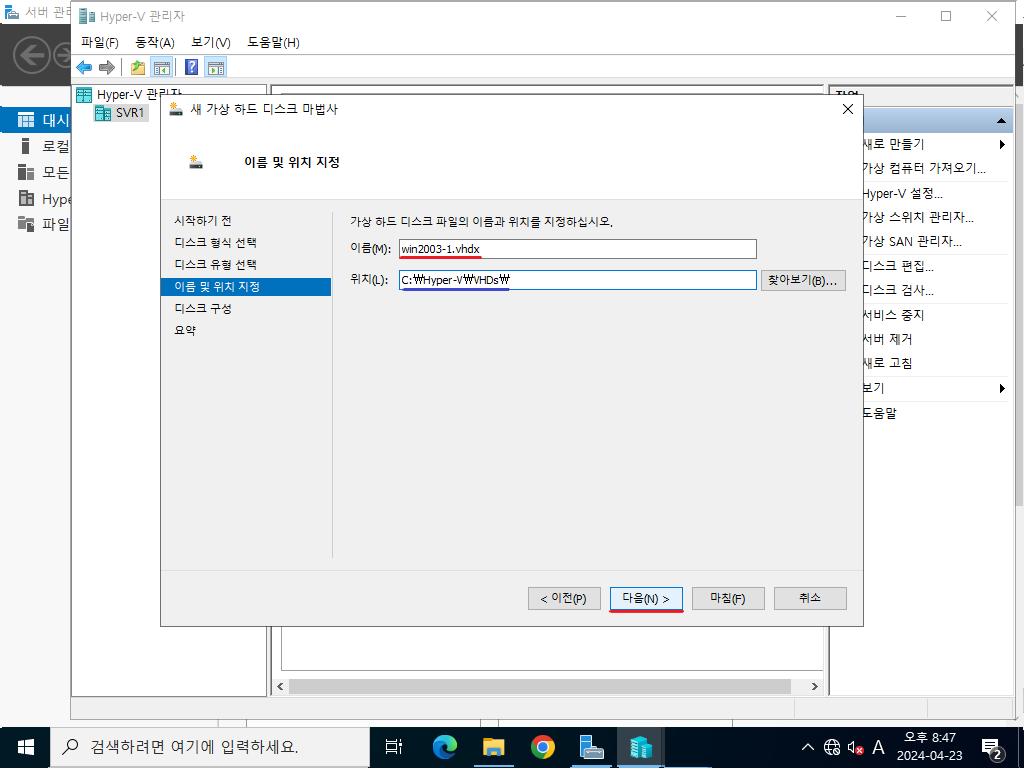 서버 관리
Hyper-V 관리자
파일(F) 동작(A) 보기(V) 도움말(H)
Hyper-V 관리자
SVR1
대시
로컬
모든
Hype
파일
새 가상 하드 디스크 마법사
이름 및 위치 지정
시작하기 전
디스크 형식 선택
디스크 유형 선택
이름 및 위치 지정
디스크 구성
요약
가상 하드 디스크 파일의 이름과 위치를 지정하십시오.
이름(M): win2003-1.vhdx
위치(L): C:₩Hyper-V₩VHDs₩ 찾아보기(B)...
< 이전(P) 다음(N) > 마침(F) 취소
새로 만들기
가상 컴퓨터 가져오기...
Hyper-V 설정...
가상 스위치 관리자...
가상 SAN 관리자...
디스크 편집...
디스크 검사...
서비스 중지
서버 제거
새로 고침
보기
도움말
검색하려면 여기에 입력하세요.
A
오후 8:47
2024-04-23
2